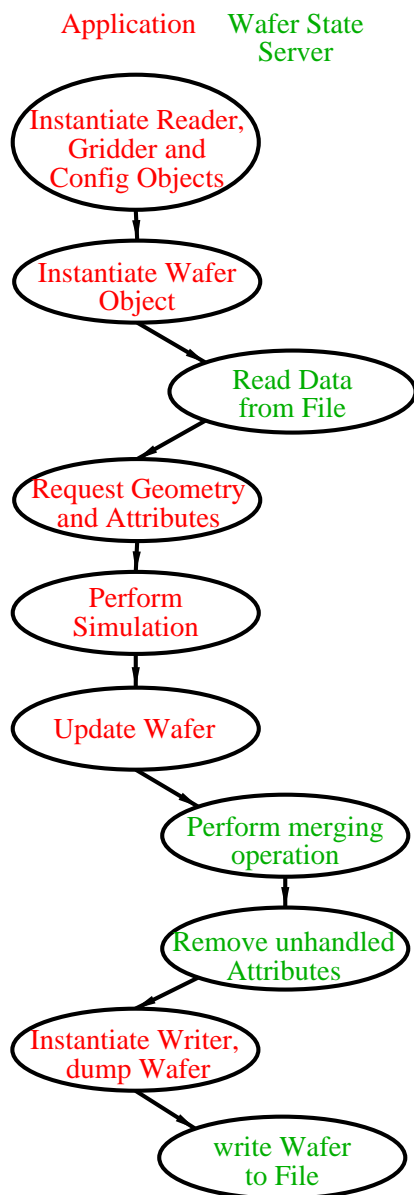 Application
Wafer State
Server
Instantiate Reader,
Gridder and
Config Objects
Instantiate Wafer
Object
Read Data
from File
Request Geometry
and Attributes
Perform
Simulation
Update Wafer
Perform merging
operation
Remove unhandled
Attributes
Instantiate Writer,
dump Wafer
write Wafer
to File